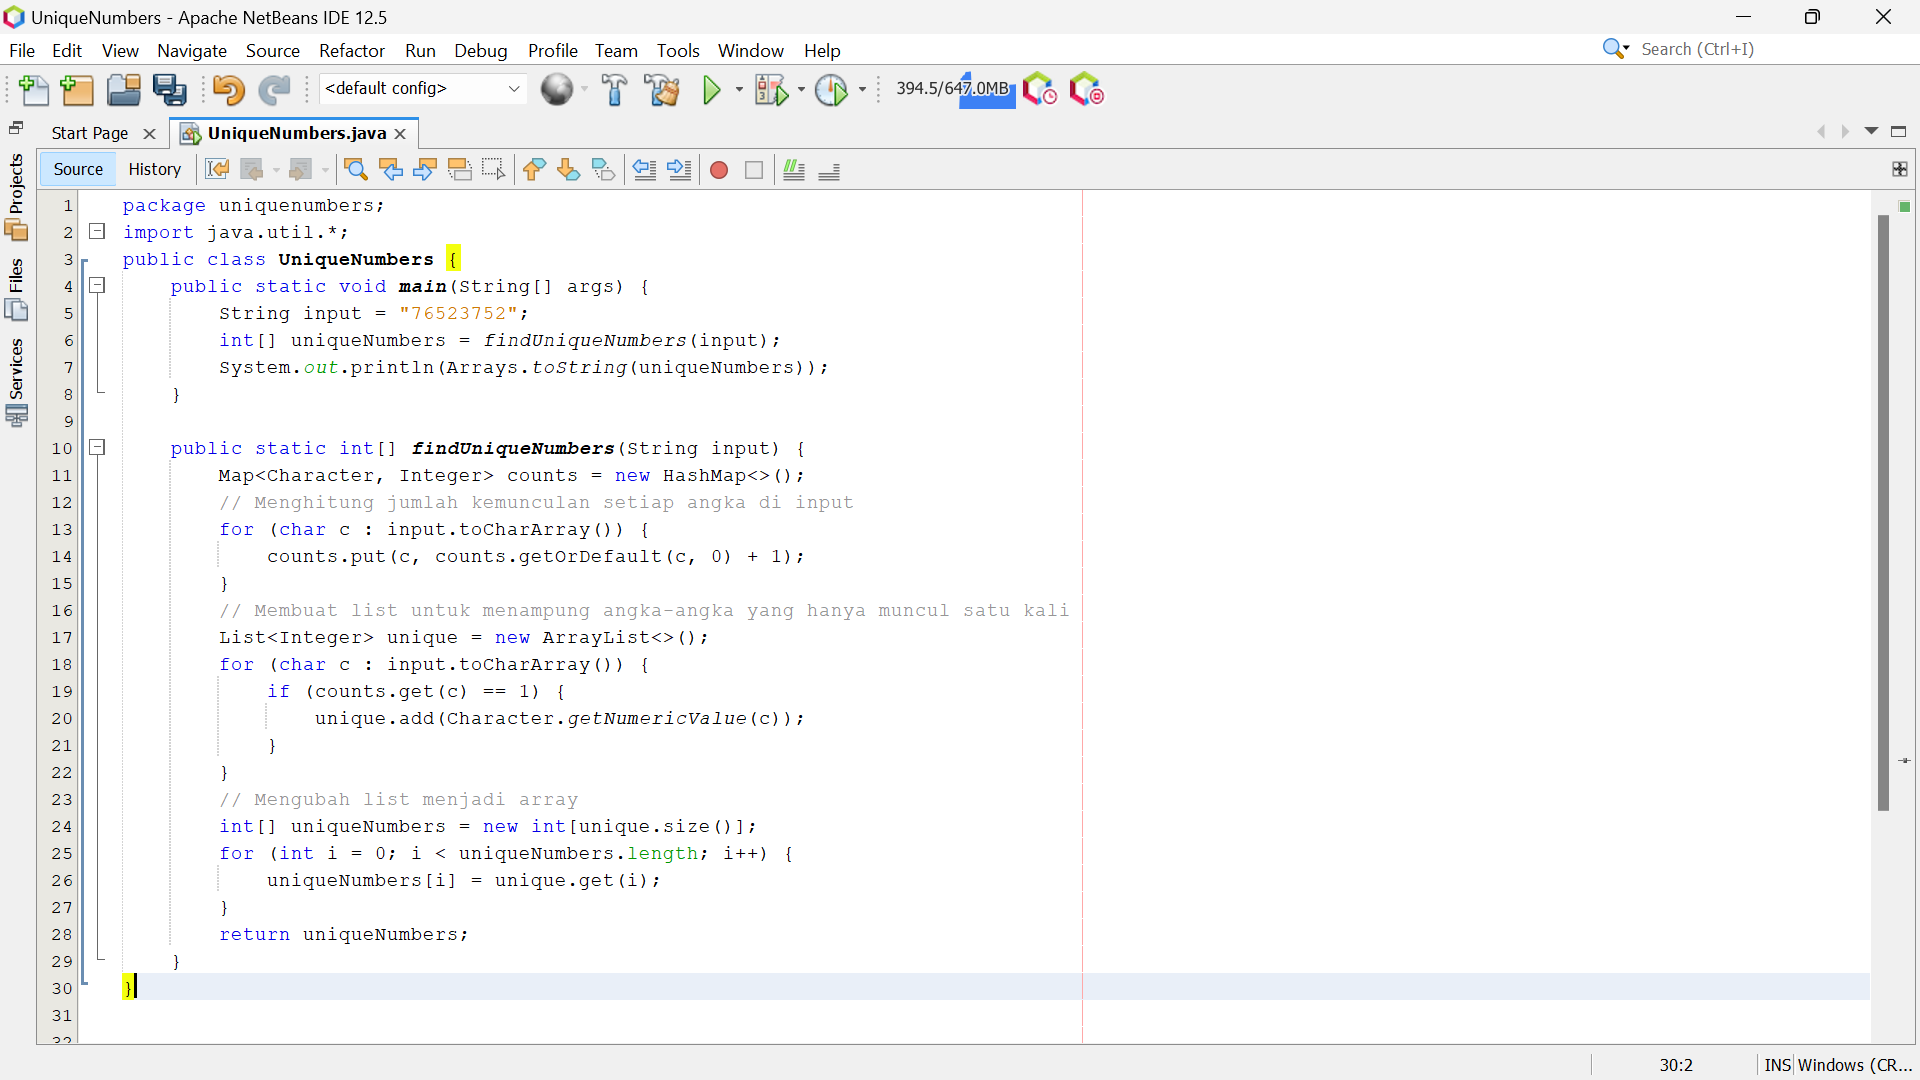 UniqueNumbers - Apache NetBeans IDE 12.5
File Edit View Navigate Source Refactor Run Debug Profile Team Tools Window Help
Search (Ctrl+I)
<default config>
394.5/647.0MB
Start Page
UniqueNumbers.java
Source History
Projects
Files
Services
1 package uniquenumbers;
2 import java.util.*;
3 public class UniqueNumbers {
4 public static void main(String[] args) {
5 String input = "76523752";
6 int[] uniqueNumbers = findUniqueNumbers(input);
7 System.out.println(Arrays.toString(uniqueNumbers));
8 }
9
10 public static int[] findUniqueNumbers(String input) {
11 Map<Character, Integer> counts = new HashMap<>();
12 // Menghitung jumlah kemunculan setiap angka di input
13 for (char c : input.toCharArray()) {
14 counts.put(c, counts.getOrDefault(c, 0) + 1);
15 }
16 // Membuat list untuk menampung angka-angka yang hanya muncul satu kali
17 List<Integer> unique = new ArrayList<>();
18 for (char c : input.toCharArray()) {
19 if (counts.get(c) == 1) {
20 unique.add(Character.getNumericValue(c));
21 }
22 }
23 // Mengubah list menjadi array
24 int[] uniqueNumbers = new int[unique.size()];
25 for (int i = 0; i < uniqueNumbers.length; i++) {
26 uniqueNumbers[i] = unique.get(i);
27 }
28 return uniqueNumbers;
29 }
30 }
31
32
30:2 INS Windows (CR...